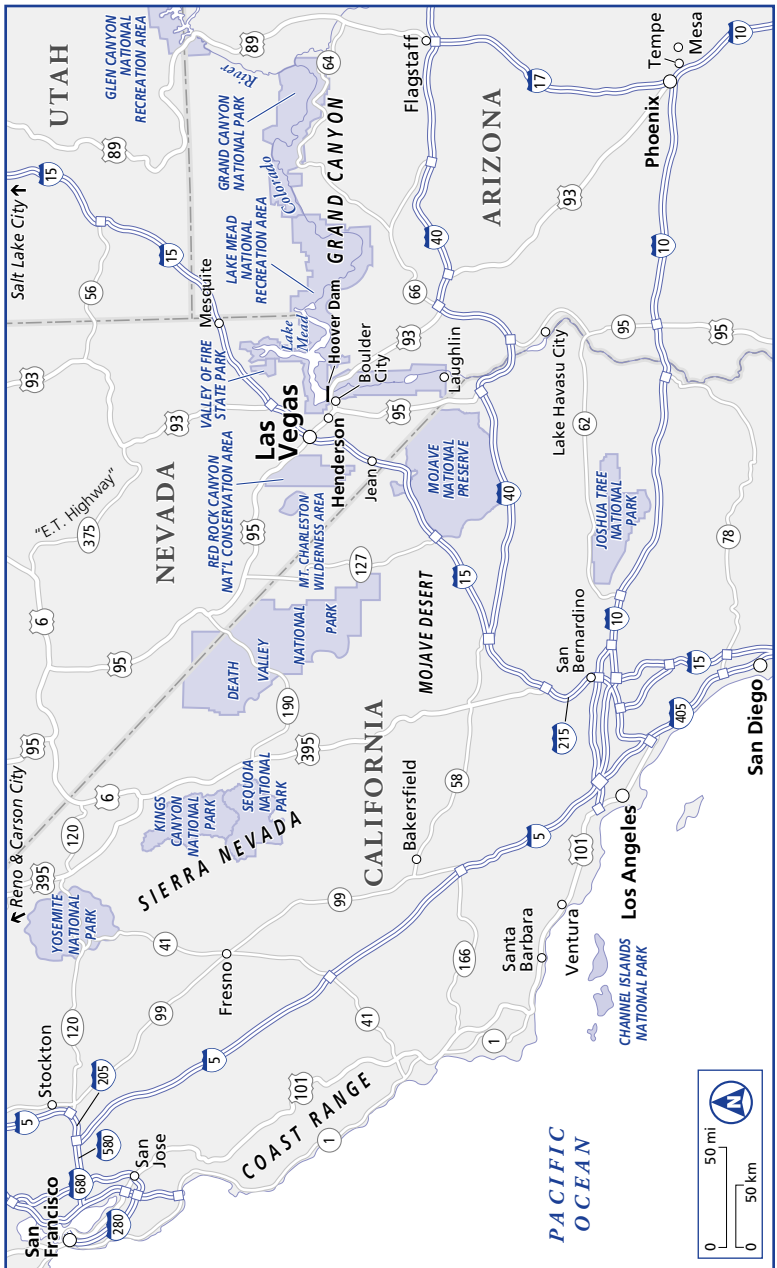 Salt Lake City
UTAH
GLEN CANYON
NATIONAL
RECREATION AREA
89
89
15
15
56
93
93
River
64
GRAND CANYON
NATIONAL PARK
Colorado
GRAND CANYON
LAKE MEAD
NATIONAL
RECREATION AREA
Mesquite
Lake
Mead
Hoover Dam
Boulder
City
VALLEY OF FIRE
STATE PARK
Las
Vegas
Henderson
Jean
RED ROCK CANYON
NAT'L CONSERVATION AREA
MT. CHARLESTON
WILDERNESS AREA
NEVADA
"E.T. Highway"
375
6
95
95
95
6
Reno & Carson City
395
120
YOSEMITE
NATIONAL
PARK
120
41
99
Flagstaff
17
10
Tempe
Mesa
Phoenix
ARIZONA
40
93
10
66
93
95
Laughlin
Lake Havasu City
95
95
62
MOJAVE
NATIONAL
PRESERVE
40
15
127
JOSHUA TREE
NATIONAL
PARK
78
DEATH
VALLEY
NATIONAL
PARK
190
MOJAVE DESERT
San
Bernardino
10
15
215
405
San Diego
395
CALIFORNIA
KINGS
CANYON
NATIONAL
PARK
SEQUOIA
NATIONAL
PARK
SIERRA NEVADA
Bakersfield
58
5
101
Los Angeles
99
Fresno
41
166
Santa
Barbara
Ventura
CHANNEL ISLANDS
NATIONAL PARK
1
Stockton
5
205
580
680
280
San
Francisco
San
Jose
5
101
COAST RANGE
1
PACIFIC
OCEAN
N
0
50 mi
0
50 km